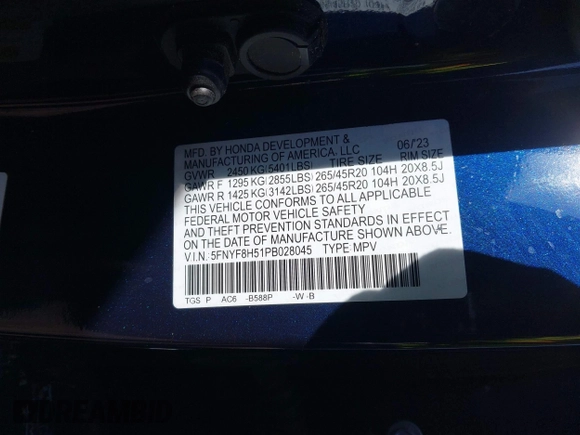 MFD. BY HONDA DEVELOPMENT &
MANUFACTURING OF AMERICA, LLC 06/'23
GVWR 2450 KG(5401LBS) TIRE SIZE RIM SIZE
GAWR F 1295 KG(2855LBS) 265/45R20 104H 20X8.5J
GAWR R 1425 KG(3142LBS) 265/45R20 104H 20X8.5J
THIS VEHICLE CONFORMS TO ALL APPLICABLE
FEDERAL MOTOR VEHICLE SAFETY
AND THEFT PREVENTION STANDARDS IN EFFECT
ON THE DATE OF MANUFACTURE SHOWN ABOVE.
V.I.N. 5FNYF8H51PB028045 TYPE MPV
TGS P AC6 -B588P -W-B
DREAMBID